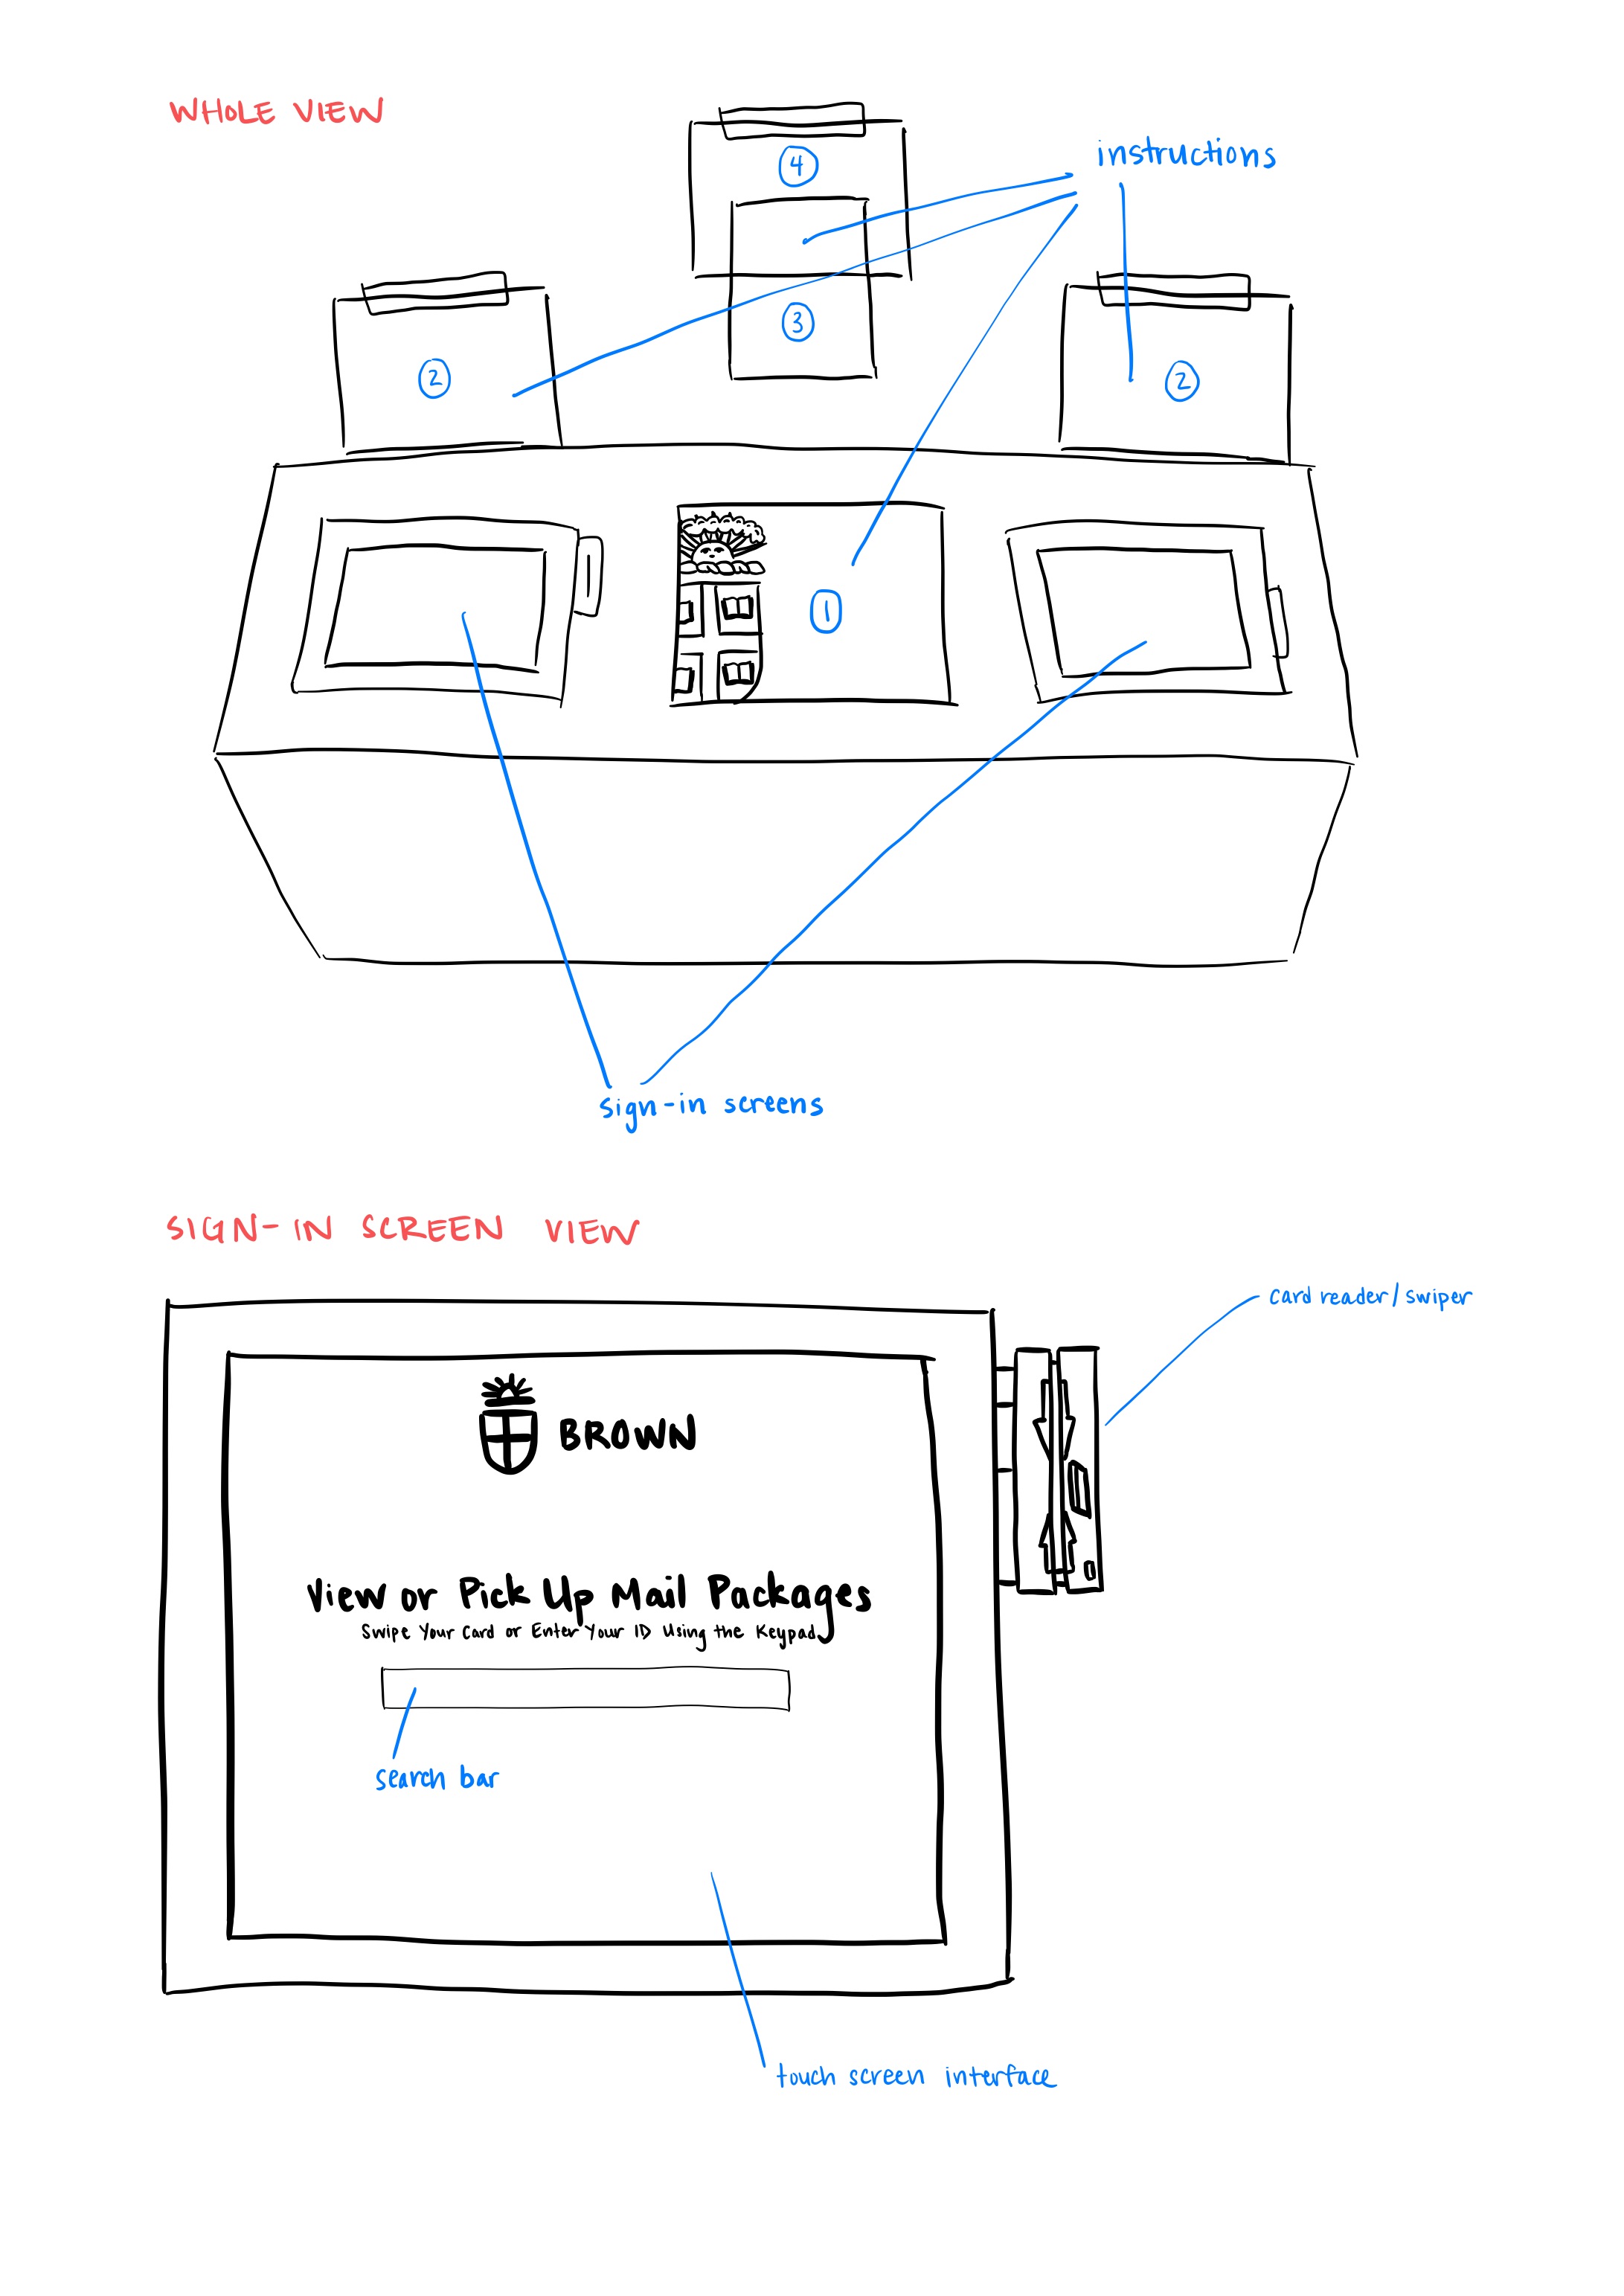 WHOLE VIEW
instructions
4
3
2
2
1
sign-in screens
SIGN-IN SCREEN VIEW
card reader/swiper
BROWN
View or Pick Up Mail Packages
Swipe Your Card or Enter Your ID Using the Keypad
search bar
touch screen interface